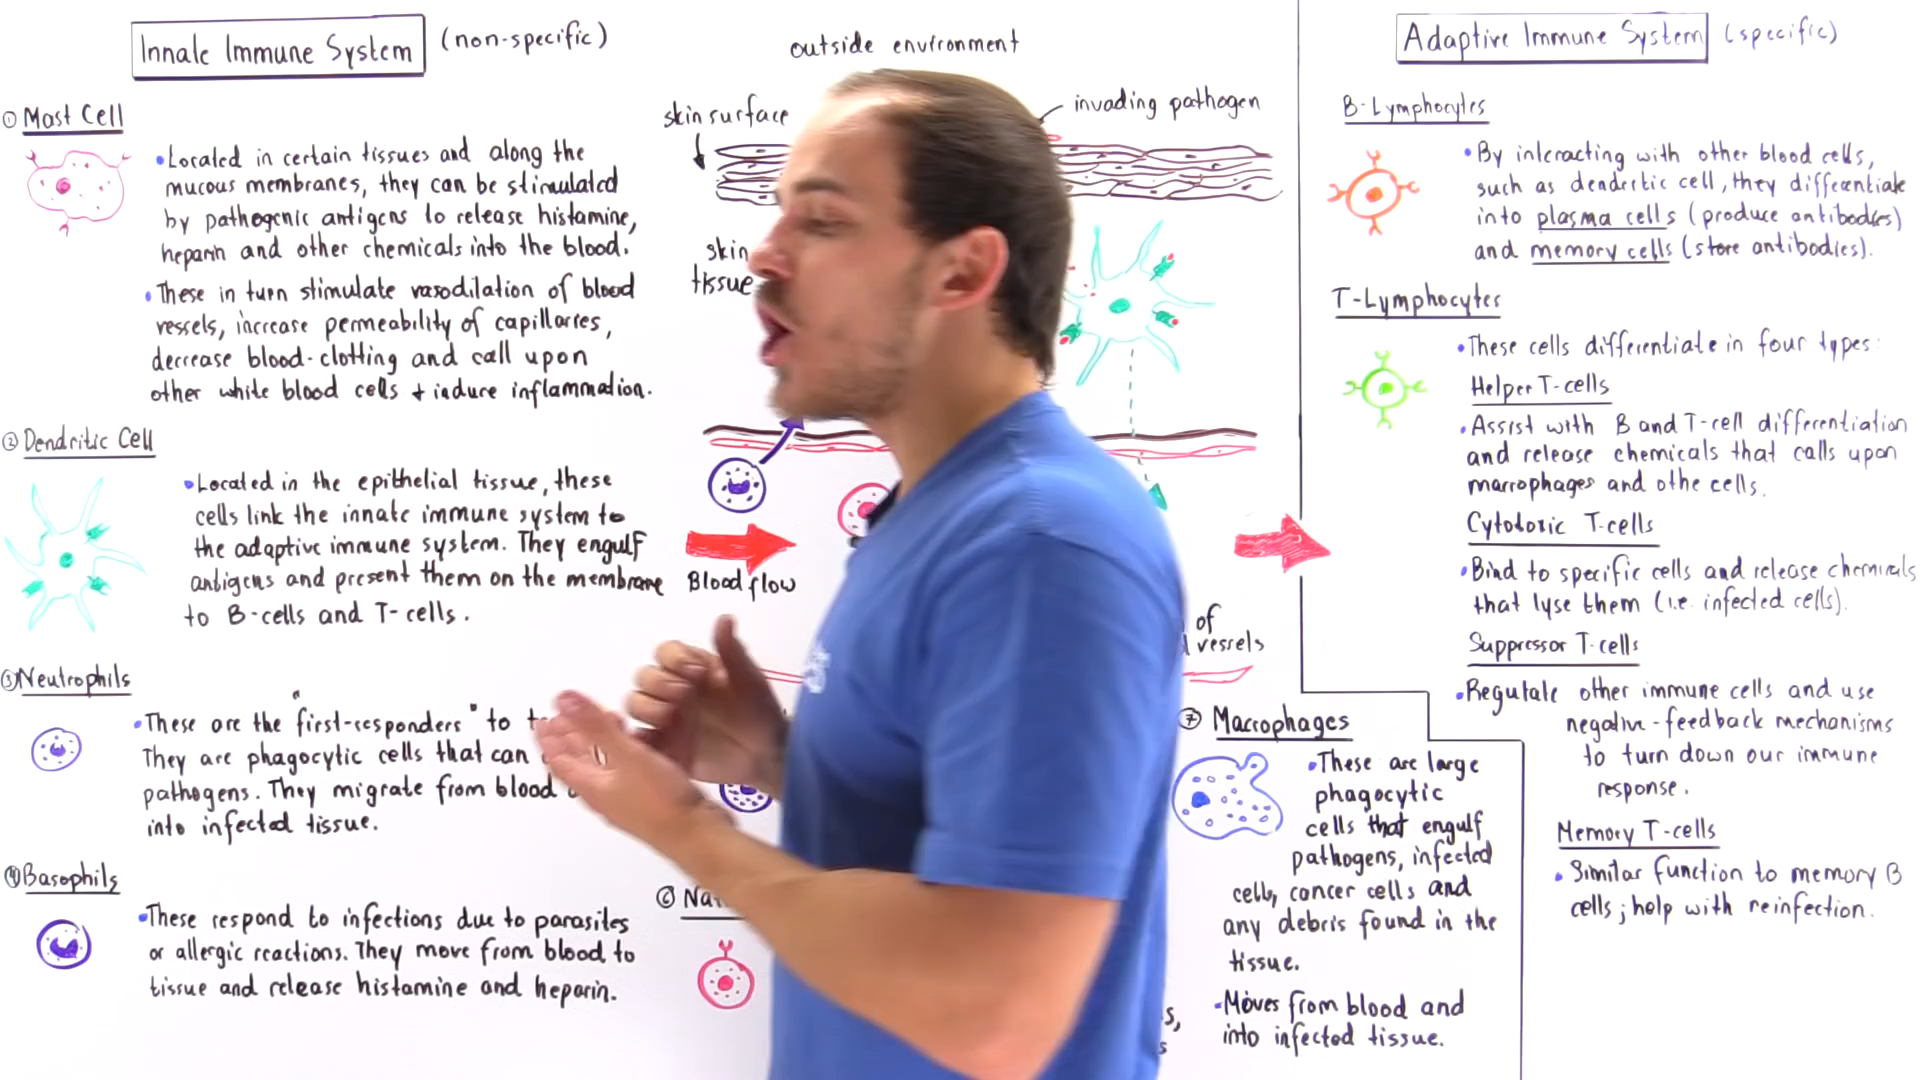 Innate Immune System (non-specific)
① Mast Cell
•Located in certain tissues and along the
mucous membranes, they can be stimulated
by pathogenic antigens to release histamine,
heparin and other chemicals into the blood.
•These in turn stimulate vasodilation of blood
vessels, increase permeability of capillaries,
decrease blood-clotting and call upon
other white blood cells + induce inflammation.
② Dendritic Cell
•Located in the epithelial tissue, these
cells link the innate immune system to
the adaptive immune system. They engulf
antigens and present them on the membrane
to B-cells and T-cells.
③ Neutrophils
•These are the "first-responders" to
They are phagocytic cells that can
pathogens. They migrate from blood
into infected tissue.
④ Basophils
•These respond to infections due to parasites
or allergic reactions. They move from blood to
tissue and release histamine and heparin.
outside environment
skin surface
invading pathogen
skin
tissue
Blood flow
of
vessels
⑥
⑦ Macrophages
•These are large
phagocytic
cells that engulf
pathogens, infected
cells, cancer cells and
any debris found in the
tissue.
•Moves from blood and
into infected tissue.
Adaptive Immune System (specific)
B-Lymphocytes
•By interacting with other blood cells,
such as dendritic cell, they differentiate
into plasma cells (produce antibodies)
and memory cells (store antibodies).
T-Lymphocytes
•These cells differentiate in four types:
Helper T-cells
•Assist with B and T-cell differentiation
and release chemicals that calls upon
macrophages and othe cells.
Cytotoxic T-cells
•Bind to specific cells and release chemicals
that lyse them (i.e. infected cells).
Suppressor T-cells
•Regulate other immune cells and use
negative-feedback mechanisms
to turn down our immune
response.
Memory T-cells
•Similar function to memory B
cells; help with reinfection.